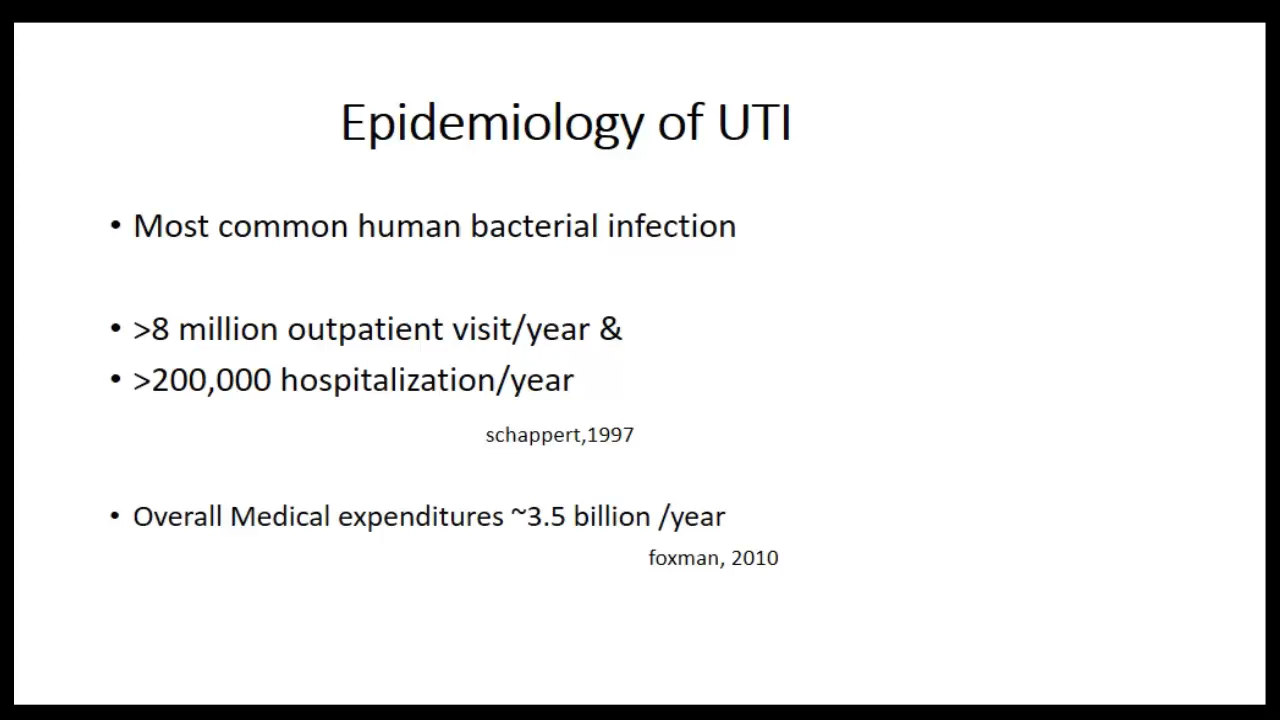 Epidemiology of UTI
• Most common human bacterial infection
• >8 million outpatient visit/year &
• >200,000 hospitalization/year
schappert,1997
• Overall Medical expenditures ~3.5 billion /year
foxman, 2010